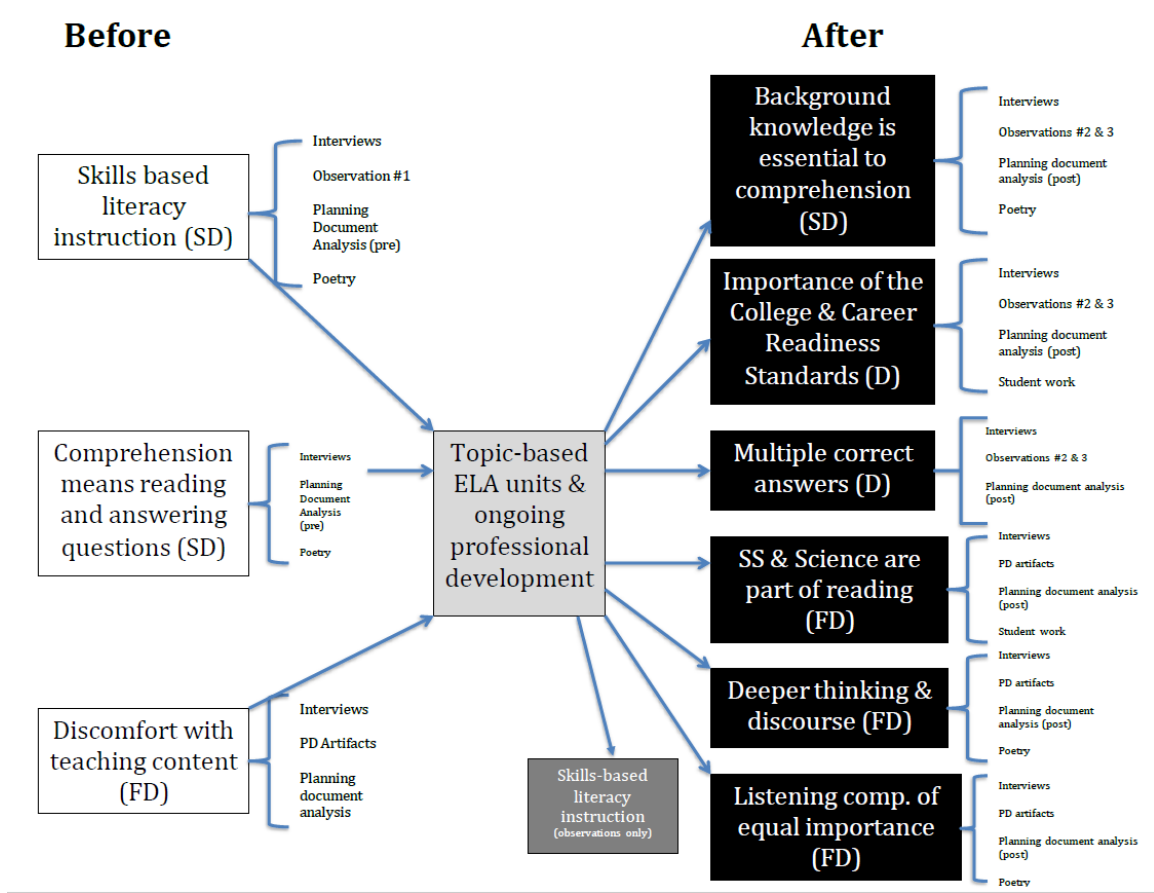 Before
After
Skills based
literacy
instruction (SD)
Interviews
Observation #1
Planning
Document
Analysis (pre)
Poetry
Comprehension
means reading
and answering
questions (SD)
Interviews
Planning
Document
Analysis
(pre)
Poetry
Discomfort with
teaching content
(FD)
Interviews
PD Artifacts
Planning
document
analysis
Topic-based
ELA units &
ongoing
professional
development
Skills-based
literacy
instruction
(observations only)
Background
knowledge is
essential to
comprehension
(SD)
Interviews
Observations #2 & 3
Planning document
analysis (post)
Poetry
Importance of the
College & Career
Readiness
Standards (D)
Interviews
Observations #2 & 3
Planning document
analysis (post)
Student work
Multiple correct
answers (D)
Interviews
Observations #2 & 3
Planning document analysis
(post)
SS & Science are
part of reading
(FD)
Interviews
PD artifacts
Planning document analysis
(post)
Student work
Deeper thinking &
discourse (FD)
Interviews
PD artifacts
Planning document
analysis (post)
Poetry
Listening comp. of
equal importance
(FD)
Interviews
PD artifacts
Planning document analysis
(post)
Poetry